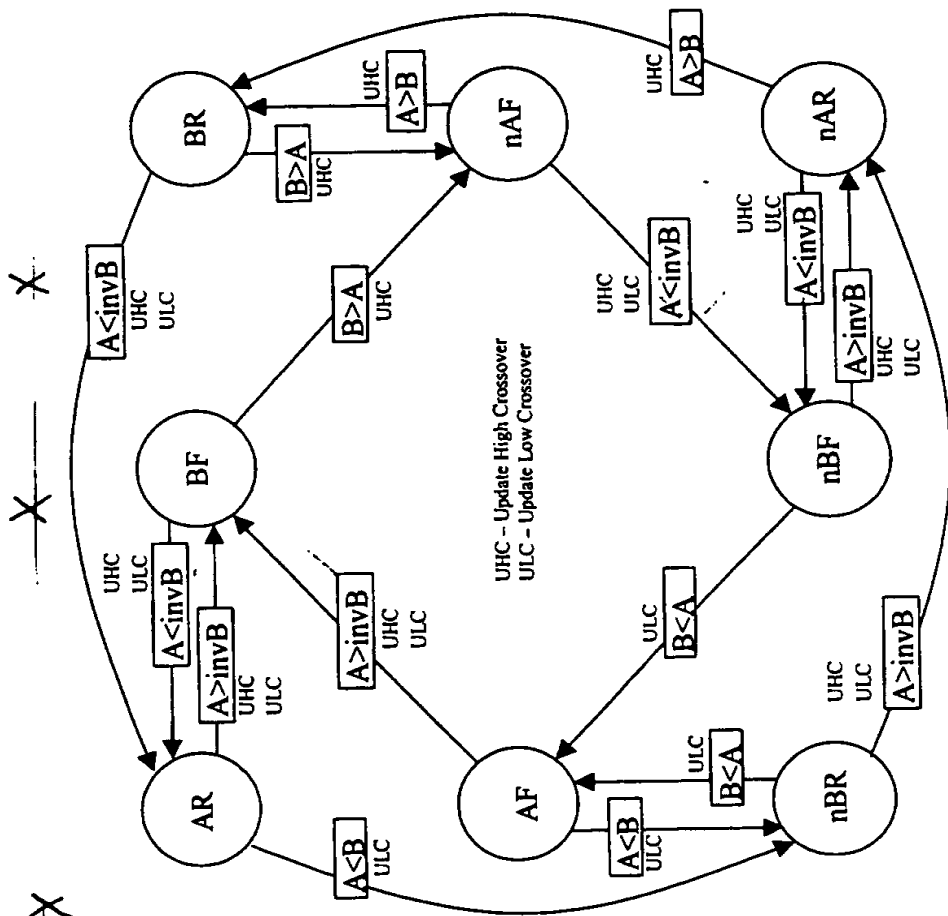 BR
UHC
A>B
B>A
UHC
nAF
UHC
A>B
nAR
A<invB
UHC
ULC
BF
B>A
UHC
UHC
ULC
A<invB
UHC
ULC
A<invB
A>invB
UHC
ULC
nBF
UHC – Update High Crossover
ULC – Update Low Crossover
UHC
ULC
A<invB
A>invB
UHC
ULC
A>invB
UHC
ULC
ULC
B<A
AR
AF
A<B
ULC
ULC
B<A
A<B
ULC
nBR
UHC
ULC
A>invB